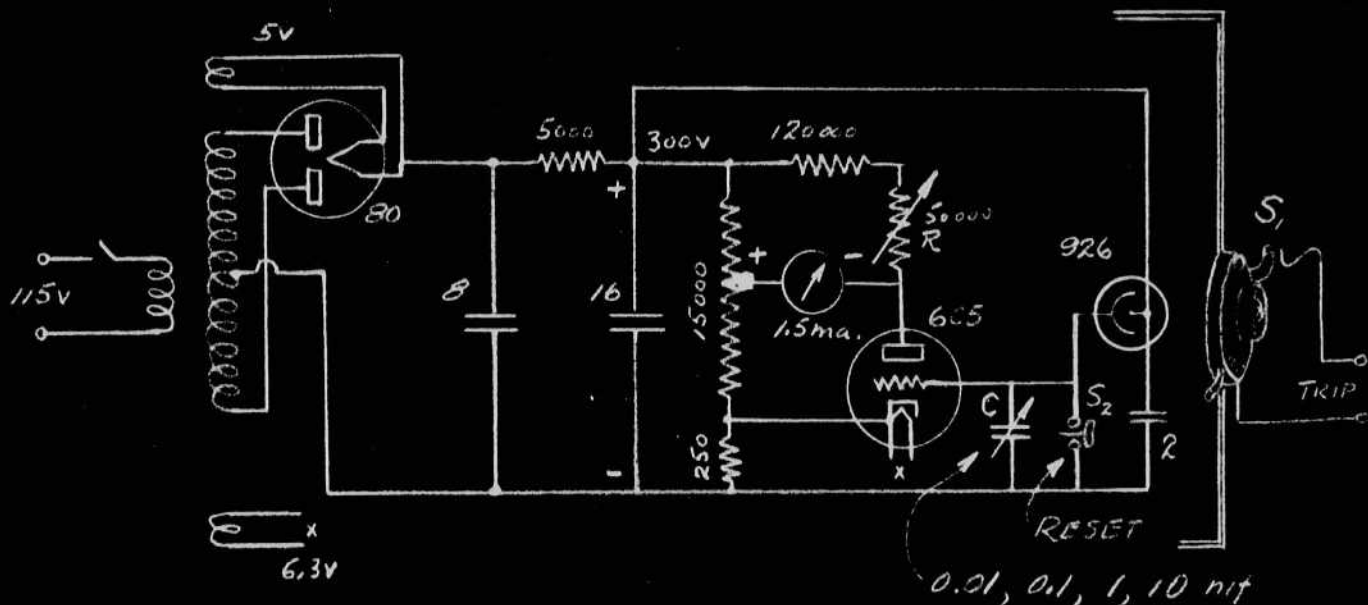 5v
80
115v
6.3v
x
5000
300v
+
-
8
16
12000
50000
R
15000
+
-
1.5ma.
6C5
x
250
C
S2
926
2
S1
TRIP
RESET
0.01, 0.1, 1, 10 mf